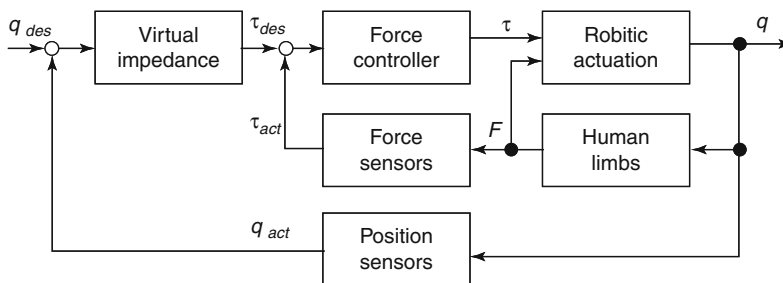 q des
Virtual
impedance
τdes
Force
controller
τ
Robitic
actuation
q
τact
Force
sensors
F
Human
limbs
q act
Position
sensors